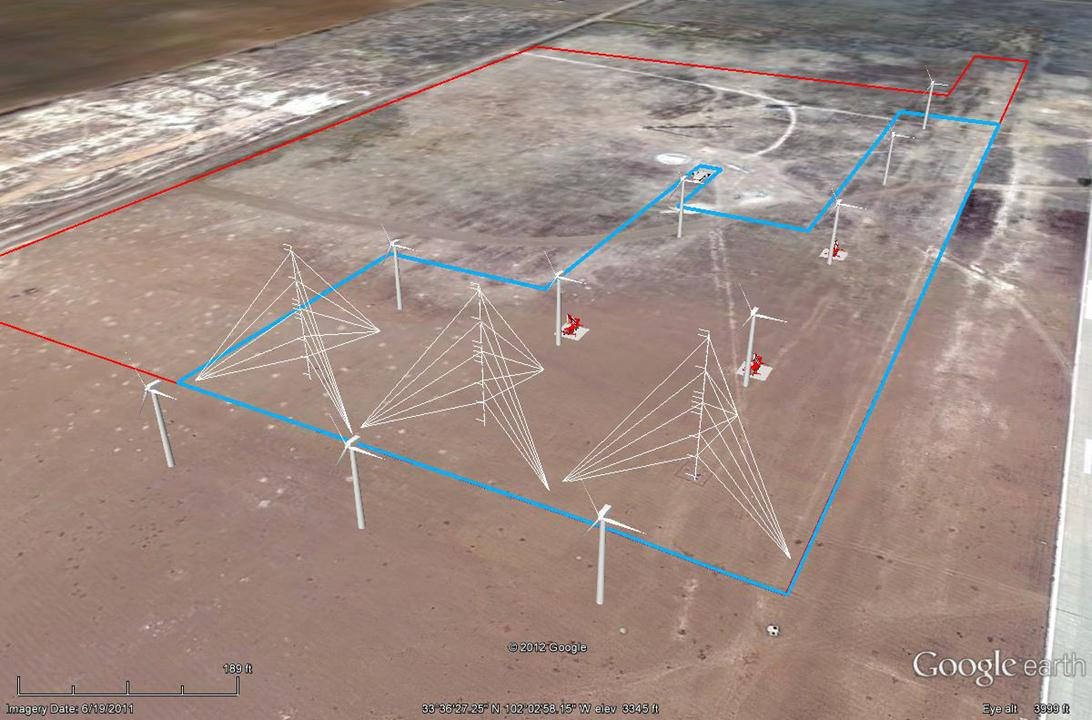 © 2012 Google
Google earth
189 ft
Imagery Date: 6/19/2011
33°36'27.25" N 102°02'58.15" W elev 3345 ft
Eye alt 3999 ft